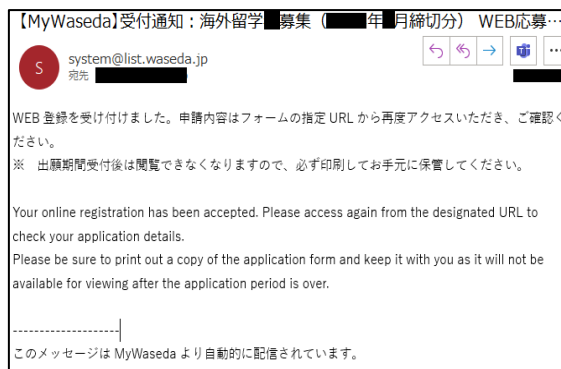 【MyWaseda】受付通知：海外留学 募集（ 年 月締切分） WEB応募…
S
system@list.waseda.jp
宛先
WEB 登録を受け付けました。申請内容はフォームの指定 URL から再度アクセスいただき、ご確認く
ださい。
※　出願期間受付後は閲覧できなくなりますので、必ず印刷してお手元に保管してください。
Your online registration has been accepted. Please access again from the designated URL to
check your application details.
Please be sure to print out a copy of the application form and keep it with you as it will not be
available for viewing after the application period is over.
--------------------
このメッセージは MyWaseda より自動的に配信されています。